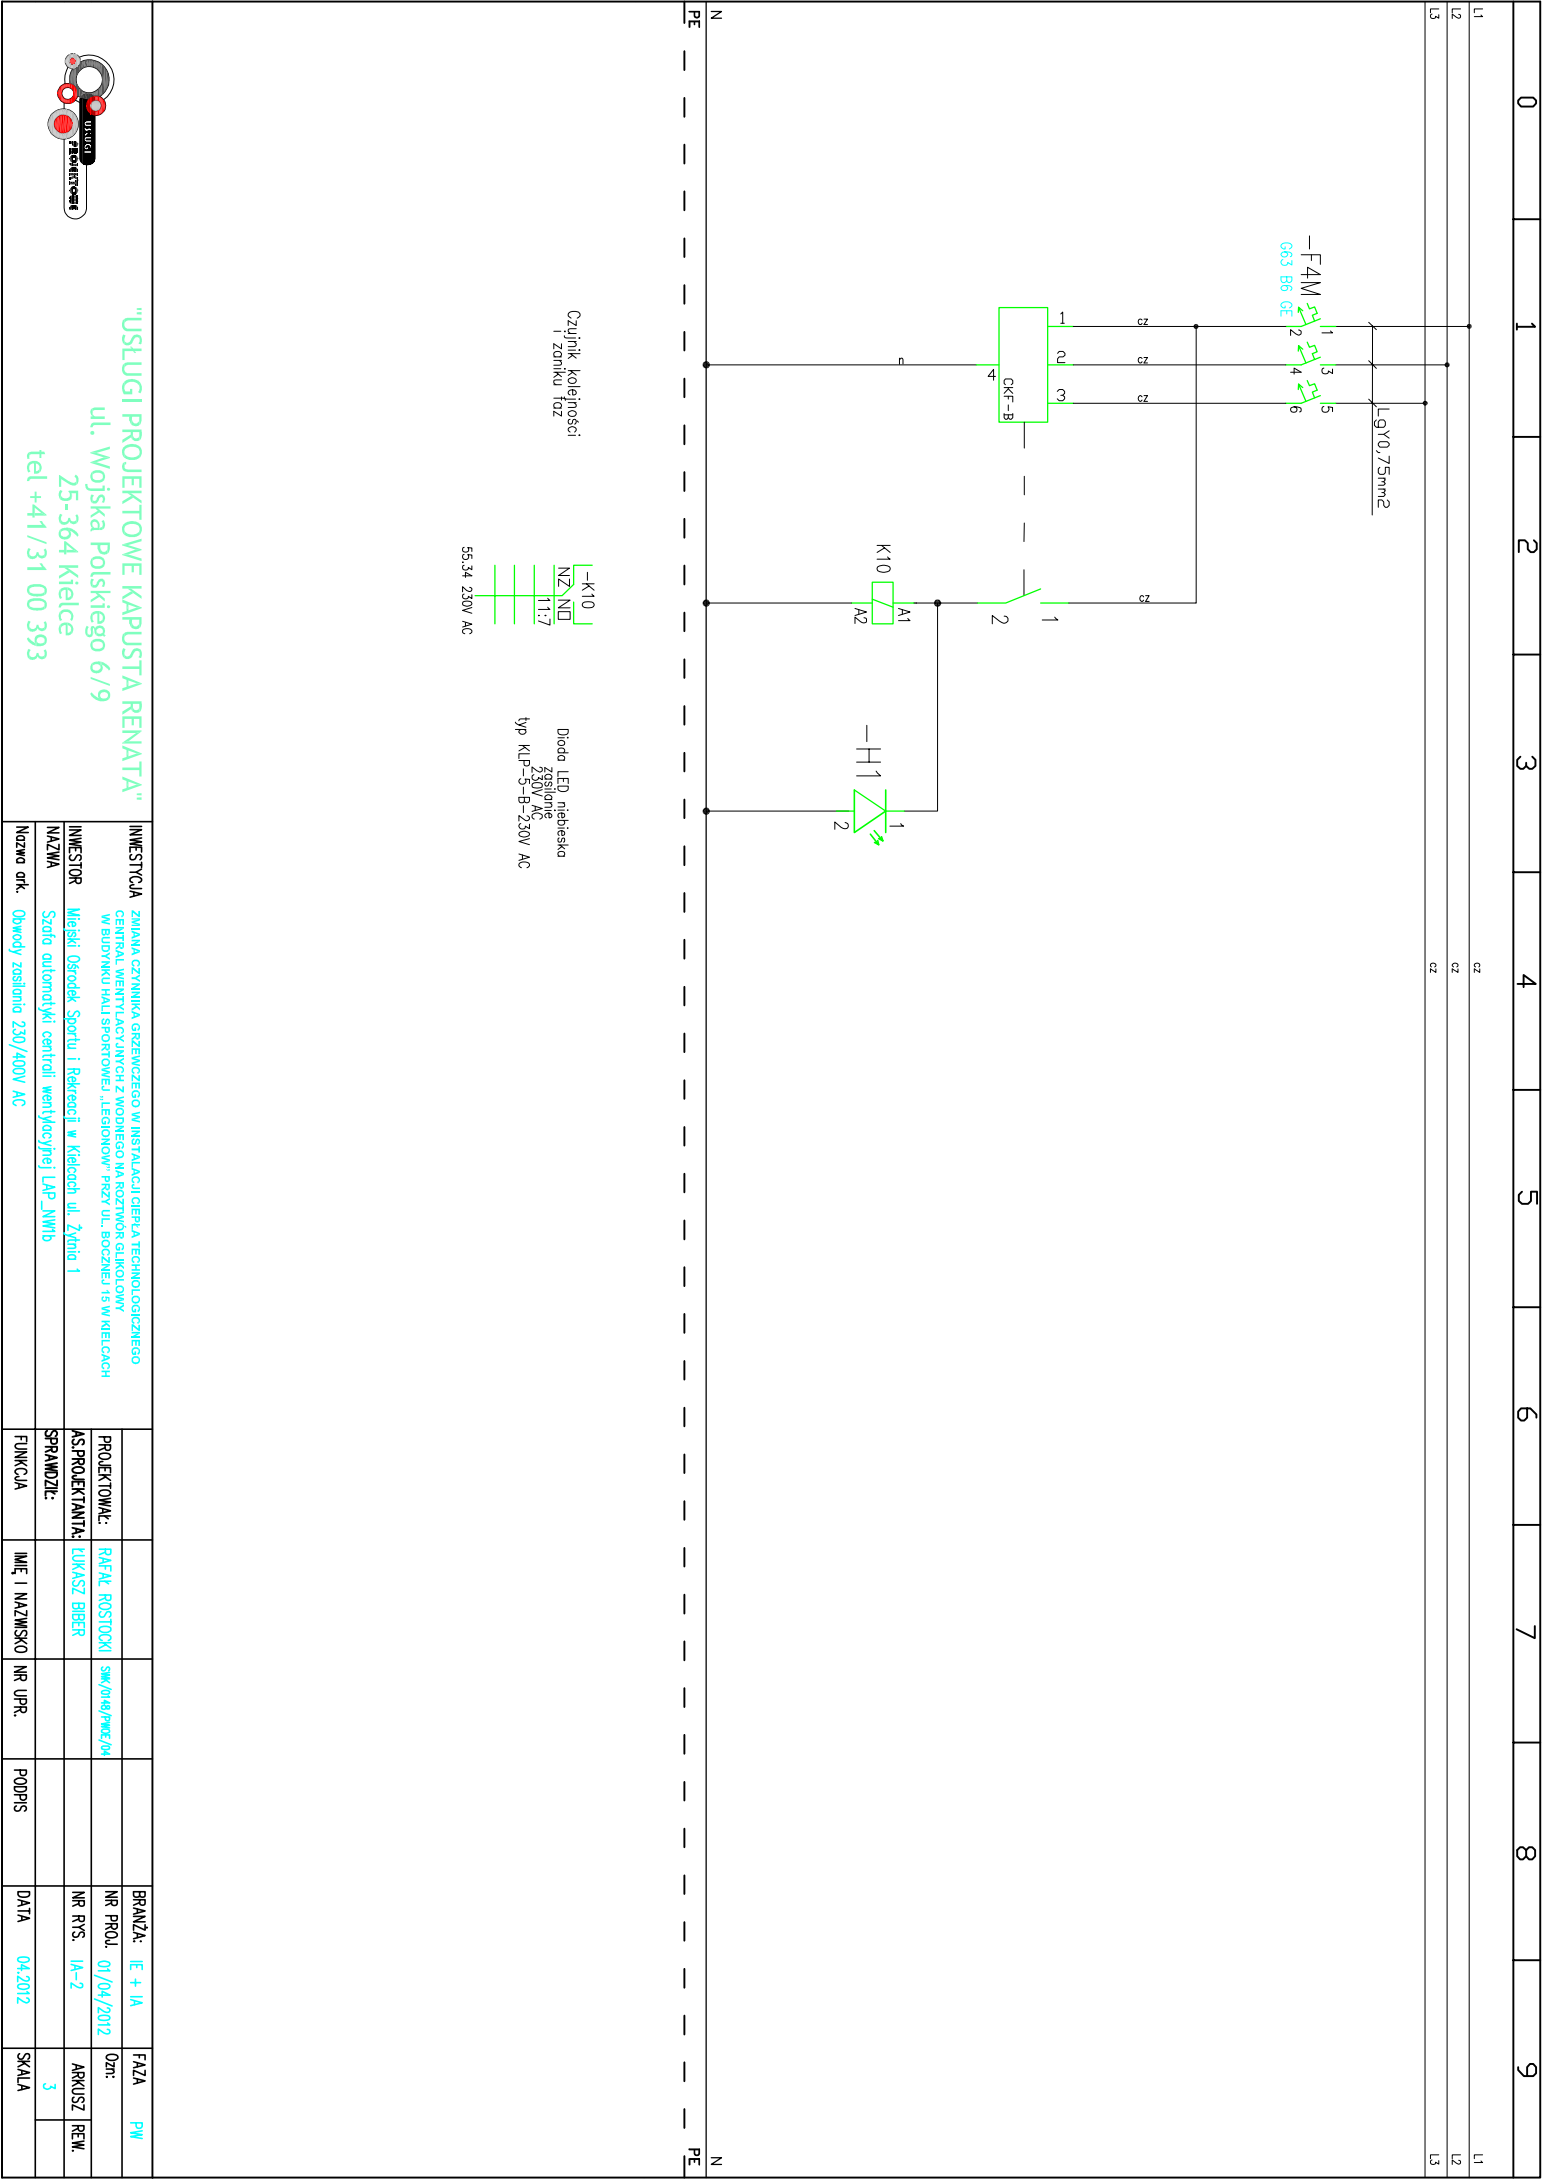 0 1 2 3 4 5 6 7 8 9
L1 cz L1
L2 cz L2
L3 cz L3
-F4M
G63 B6 GE
1 3 5
2 4 6
LgY0,75mm2
cz cz cz cz
1 2 3
CKF-B
4
n
1
2
K10
A1
A2
-H1
1
2
N N
PE PE
Czujnik kolejności
i zaniku faz
-K10
NZ NO
11:7
55.34 230V AC
Dioda LED niebieska
zasilanie
230V AC
typ KLP-5-B-230V AC
USŁUGI
PROJEKTOWE
"USŁUGI PROJEKTOWE KAPUSTA RENATA"
ul. Wojska Polskiego 6/9
25-364 Kielce
tel +41/31 00 393
INWESTYCJA ZMIANA CZYNNIKA GRZEWCZEGO W INSTALACJI CIEPŁA TECHNOLOGICZNEGO
CENTRAL WENTYLACYJNYCH Z WODNEGO NA ROZTWÓR GLIKOLOWY
W BUDYNKU HALI SPORTOWEJ „LEGIONÓW" PRZY UL. BOCZNEJ 15 W KIELCACH
INWESTOR Miejski Ośrodek Sportu i Rekreacji w Kielcach ul. Żytnia 1
NAZWA Szafa automatyki centrali wentylacyjnej LAP_NW1b
Nazwa ark. Obwody zasilania 230/400V AC
PROJEKTOWAŁ: RAFAŁ ROSTOCKI SWK/0148/PWOE/04
AS.PROJEKTANTA: ŁUKASZ BIBER
SPRAWDZIŁ:
FUNKCJA IMIĘ I NAZWISKO NR UPR. PODPIS
BRANŻA: IE + IA FAZA PW
NR PROJ. 01/04/2012 Ozn:
NR RYS. IA-2 ARKUSZ REW.
3
DATA 04.2012 SKALA